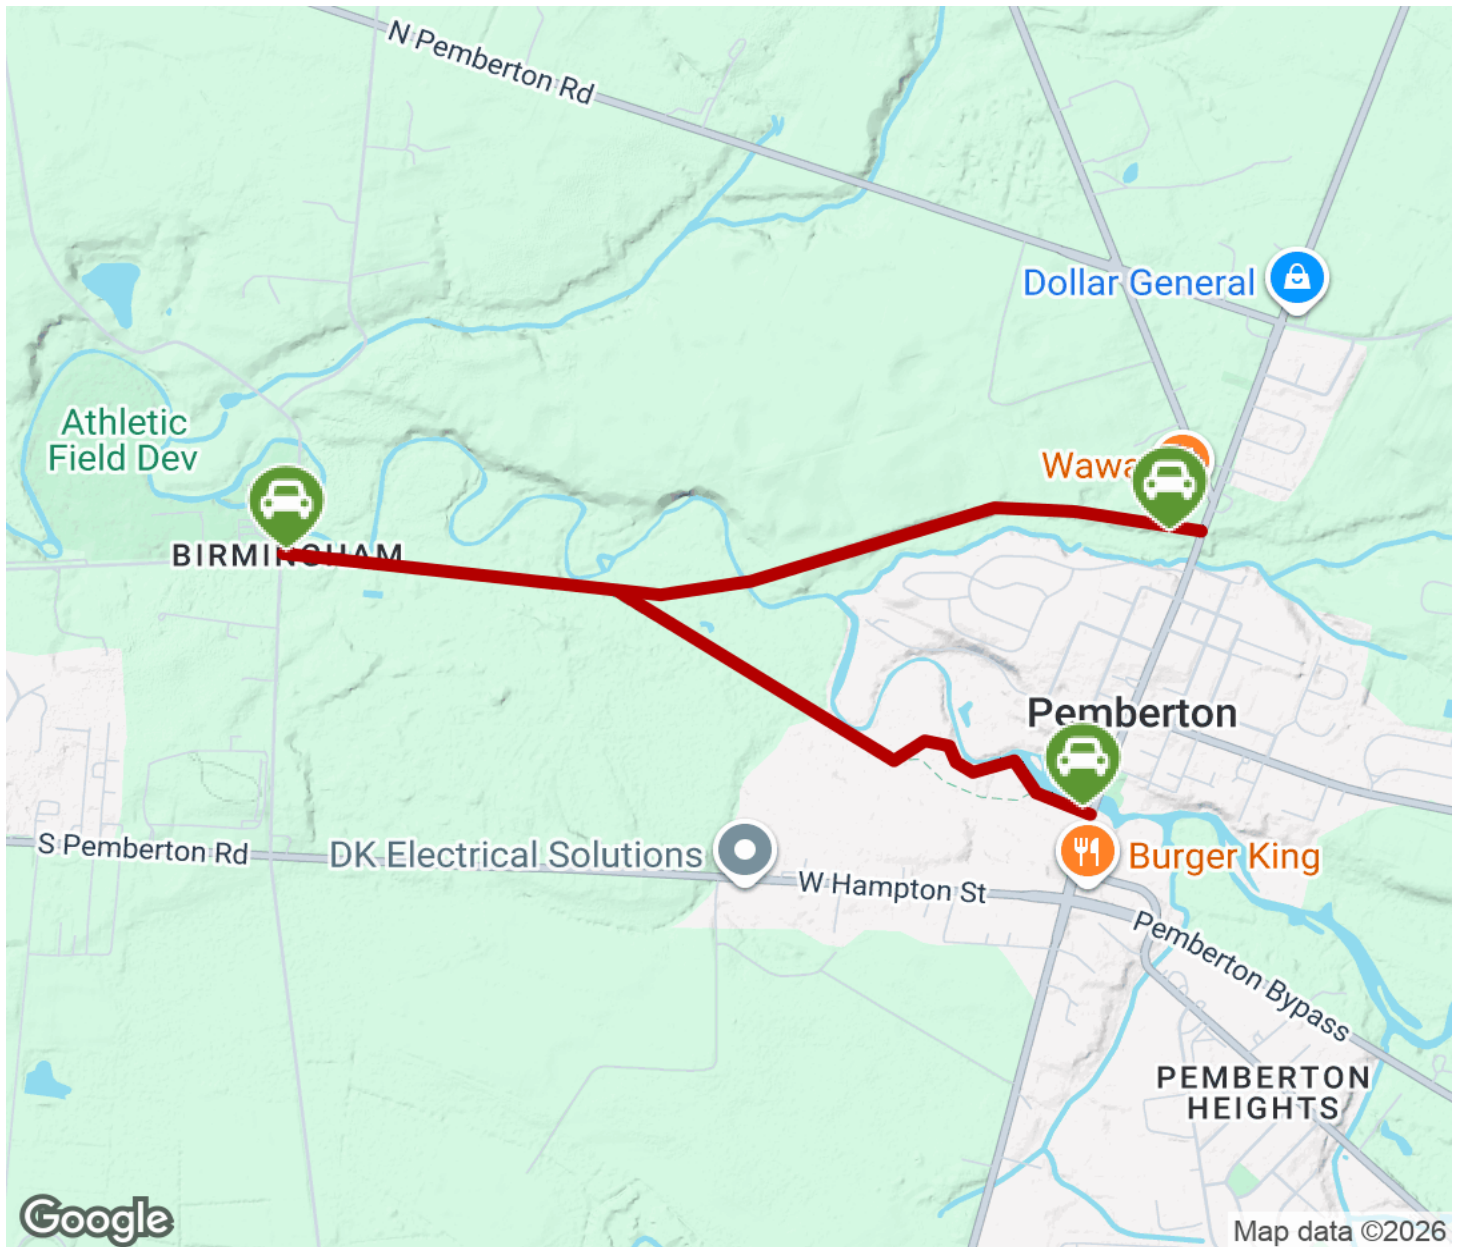 N Pemberton Rd
Dollar General
Athletic
Field Dev
Wawa
BIRMINGHAM
Pemberton
S Pemberton Rd
DK Electrical Solutions
W Hampton St
Burger King
Pemberton Bypass
PEMBERTON
HEIGHTS
Google
Map data ©2026